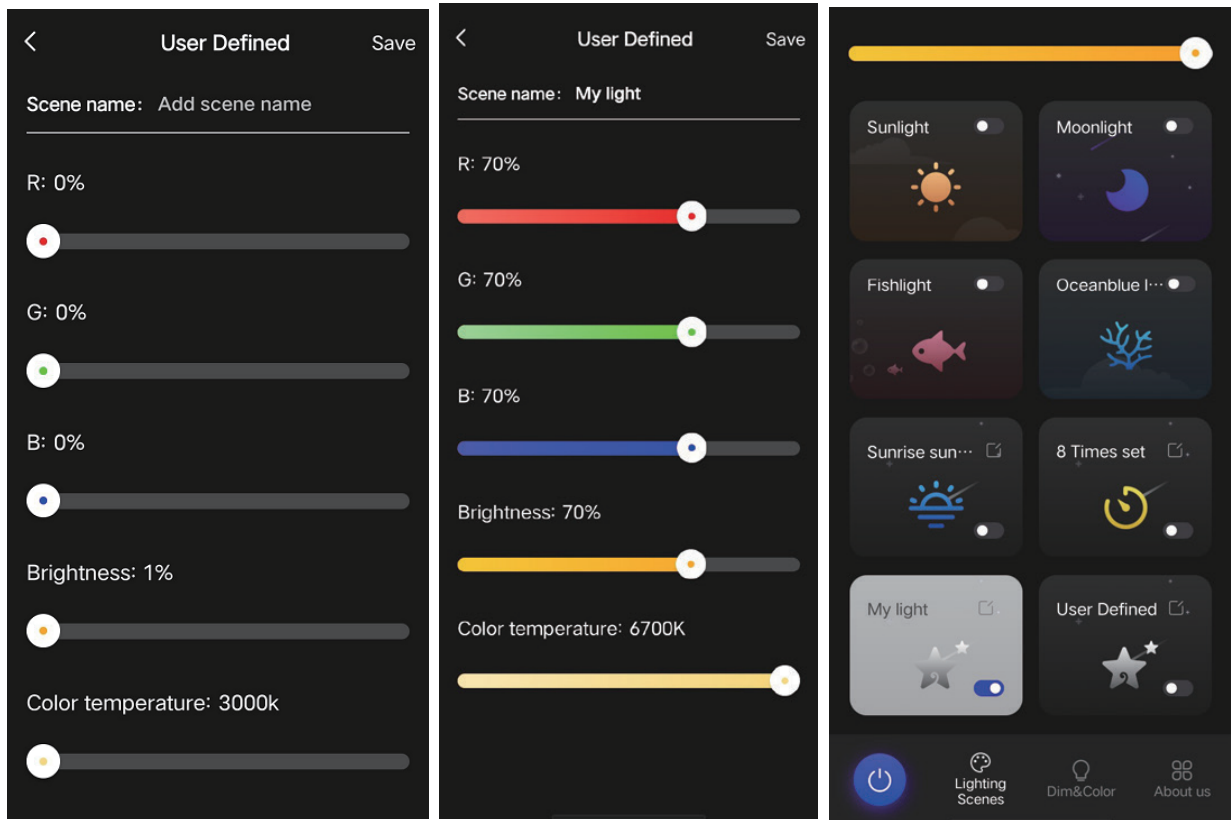 User Defined
Save
Scene name: Add scene name
R: 0%
G: 0%
B: 0%
Brightness: 1%
Color temperature: 3000k
User Defined
Save
Scene name: My light
R: 70%
G: 70%
B: 70%
Brightness: 70%
Color temperature: 6700K
Sunlight
Moonlight
Fishlight
Oceanblue l···
Sunrise sun···
8 Times set
My light
User Defined
Lighting
Scenes
Dim&Color
About us